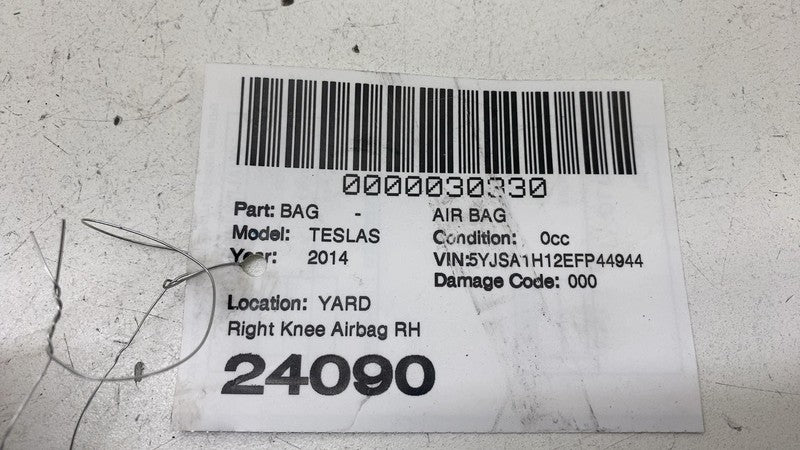 0000030330
Part: BAG - AIR BAG
Model: TESLAS Condition: 0cc
Year: 2014 VIN:5YJSA1H12EFP44944
Damage Code: 000
Location: YARD
Right Knee Airbag RH
24090